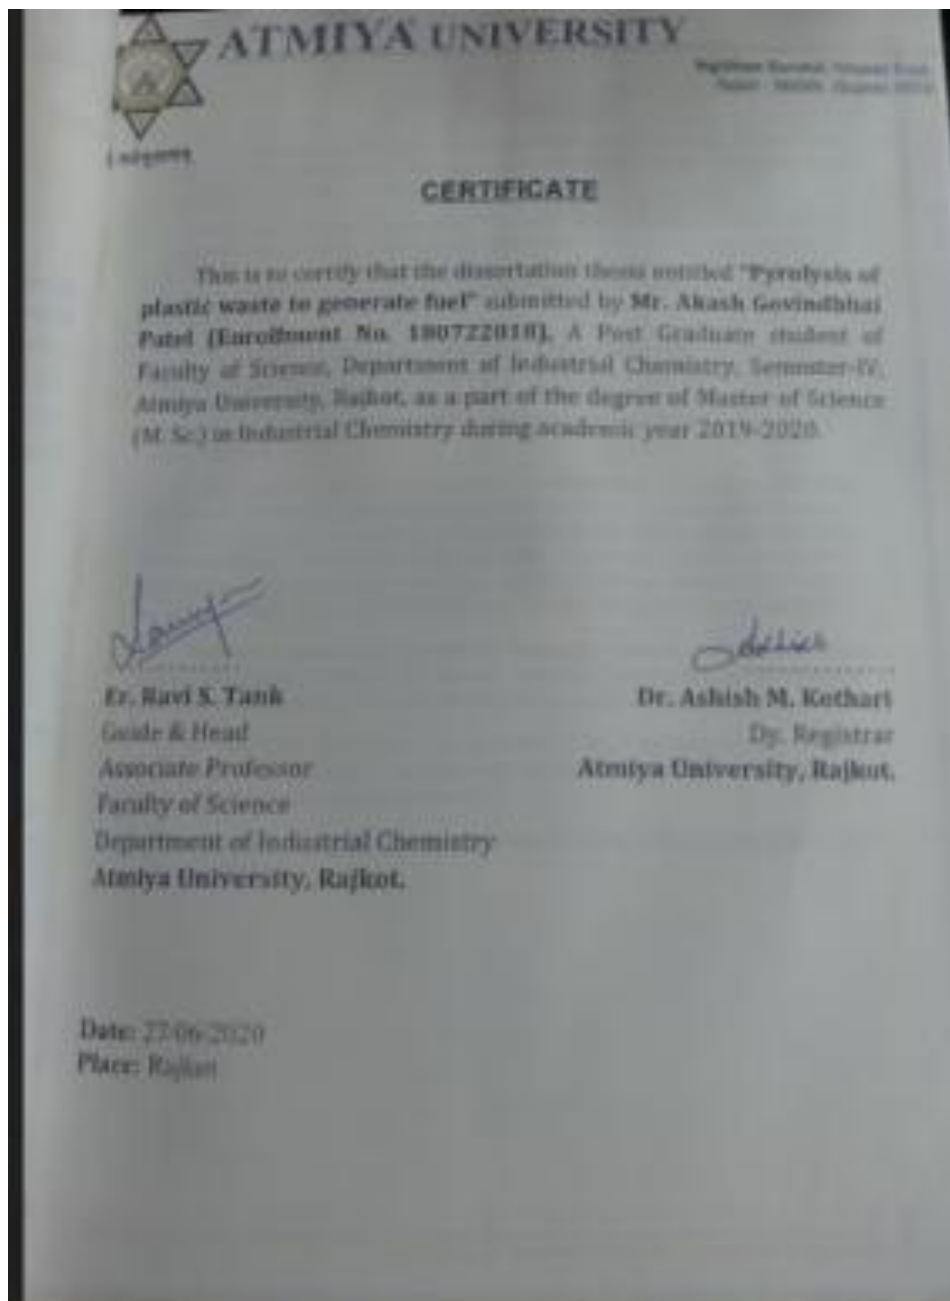 ATMIYA UNIVERSITY
CERTIFICATE
This is to certify that the dissertation thesis entitled "Pyrolysis of
plastic waste to generate fuel" submitted by Mr. Akash Govindbhai
Patel (Enrollment No. 180722018), A Post Graduate student of
Faculty of Science, Department of Industrial Chemistry, Semester-IV,
Atmiya University, Rajkot, as a part of the degree of Master of Science
(M. Sc.) in Industrial Chemistry during academic year 2019-2020.
Er. Ravi S. Tank
Guide & Head
Associate Professor
Faculty of Science
Department of Industrial Chemistry
Atmiya University, Rajkot.
Dr. Ashish M. Kothari
Dy. Registrar
Atmiya University, Rajkot.
Date: 27-06-2020
Place: Rajkot